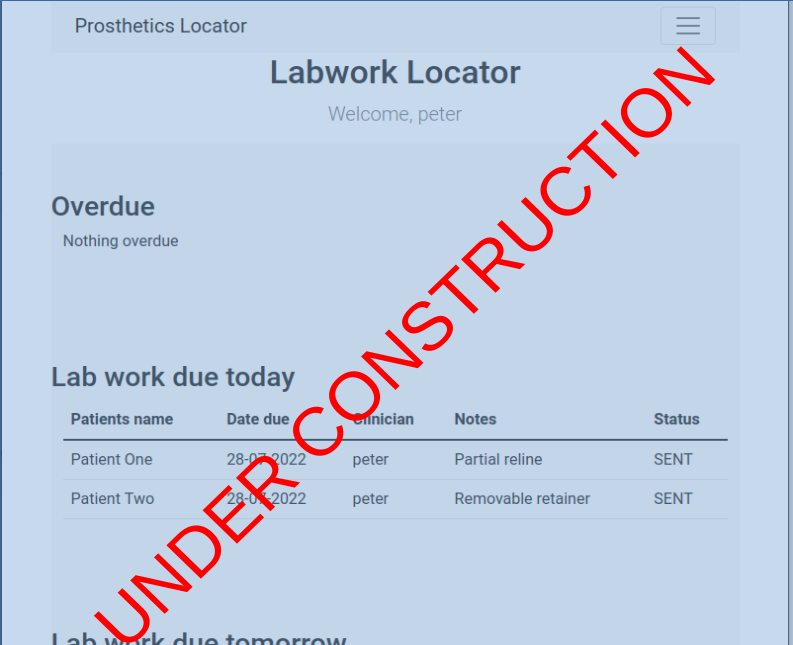 Prosthetics Locator
Labwork Locator
Welcome, peter
Overdue
Nothing overdue
Lab work due today
Patients name Date due Clinician Notes Status
Patient One 28-07-2022 peter Partial reline SENT
Patient Two 28-07-2022 peter Removable retainer SENT
Lab work due tomorrow
UNDER CONSTRUCTION